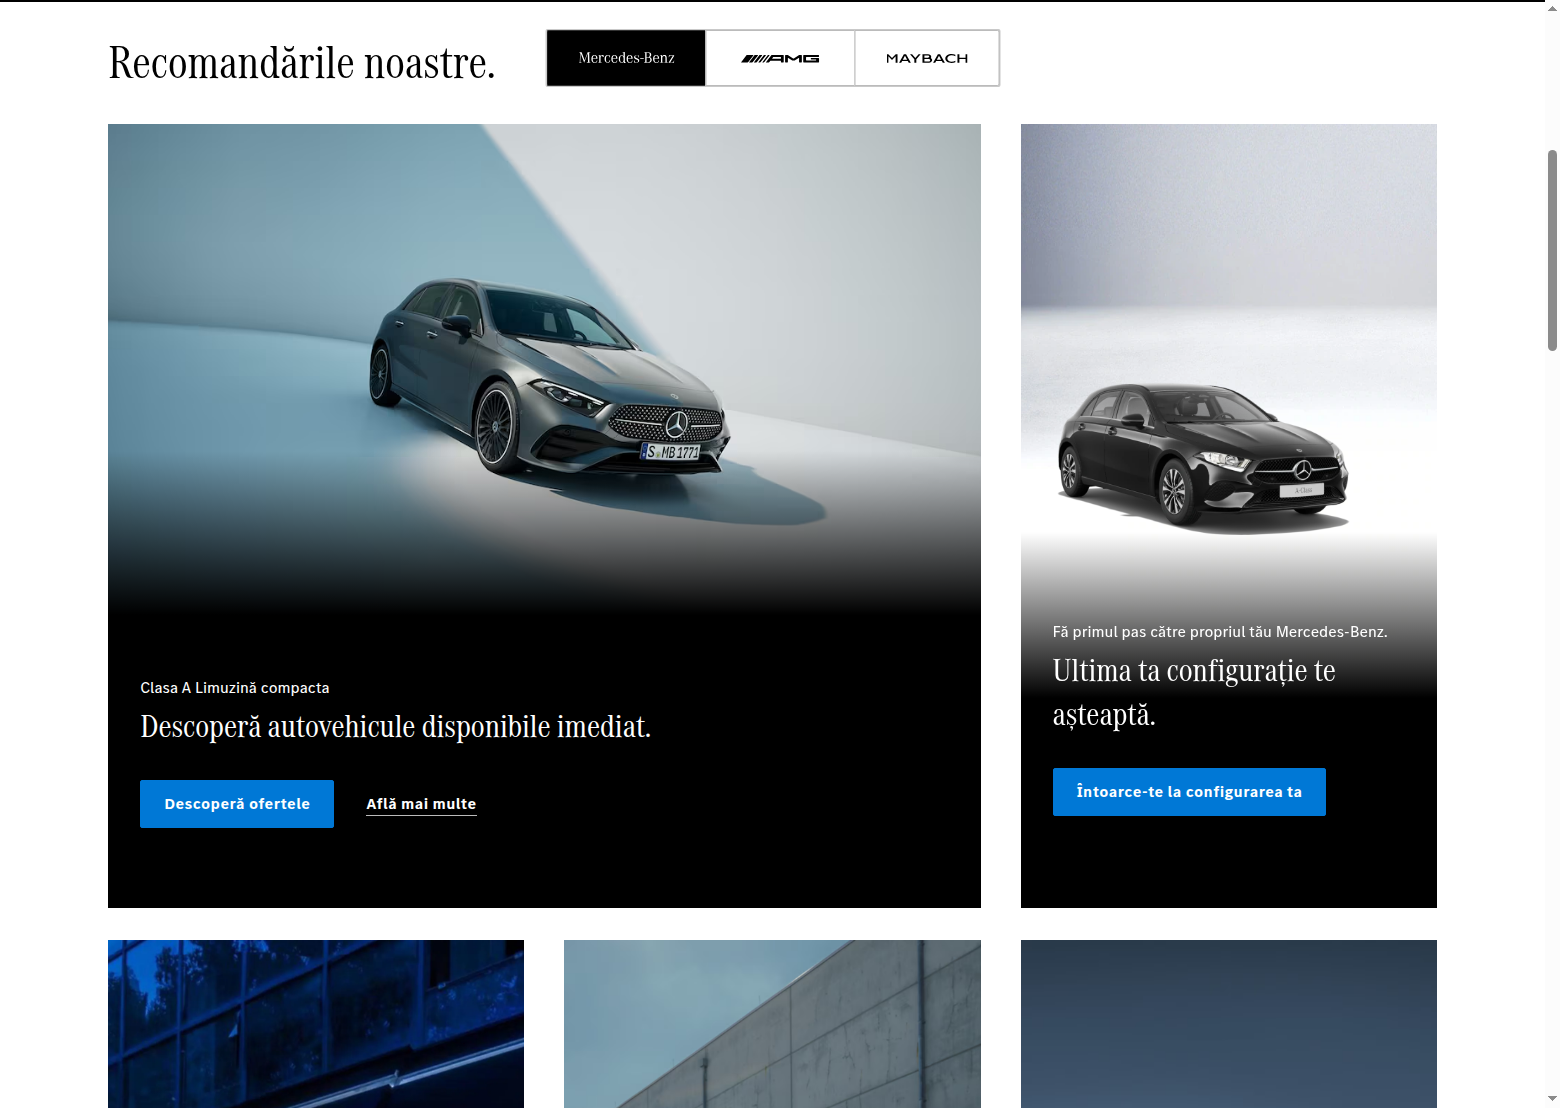 Recomandările noastre.
Mercedes-Benz
AMG
MAYBACH
S MB 1771
A-Class
Clasa A Limuzină compacta
Descoperă autovehicule disponibile imediat.
Descoperă ofertele
Află mai multe
Fă primul pas către propriul tău Mercedes-Benz.
Ultima ta configurație te
așteaptă.
Întoarce-te la configurarea ta